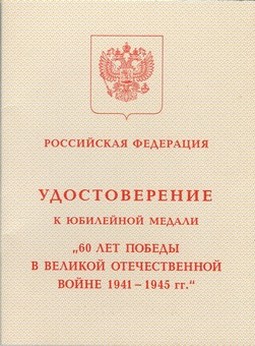 РОССИЙСКАЯ ФЕДЕРАЦИЯ
УДОСТОВЕРЕНИЕ
К ЮБИЛЕЙНОЙ МЕДАЛИ
„60 ЛЕТ ПОБЕДЫ
В ВЕЛИКОЙ ОТЕЧЕСТВЕННОЙ
ВОЙНЕ 1941–1945 гг.“